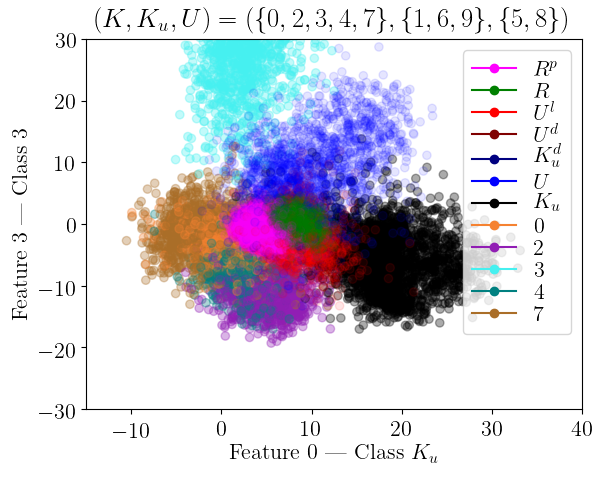 (K, K_u, U) = ({0, 2, 3, 4, 7}, {1, 6, 9}, {5, 8})
30
20
10
0
−10
−20
−30
Feature 3 — Class 3
R^p
R
U^l
U^d
K_u^d
U
K_u
0
2
3
4
7
−10
0
10
20
30
40
Feature 0 — Class K_u